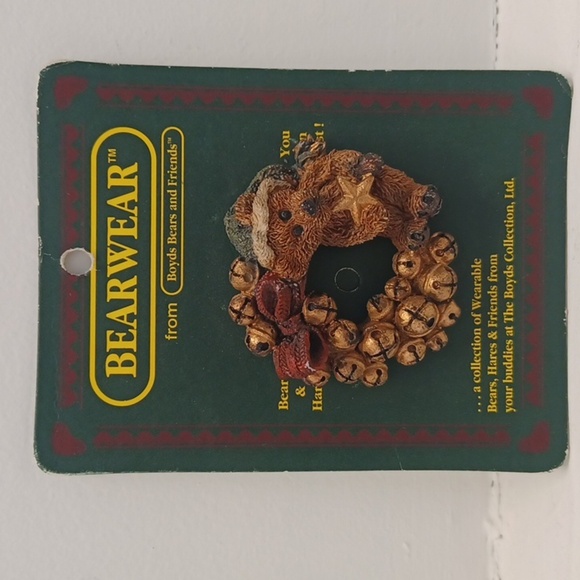 BEARWEAR™
from Boyds Bears and Friends™
Bear You
&
Har st !
. . . a collection of Wearable
Bears, Hares & Friends from
your buddies at The Boyds Collection, Ltd.